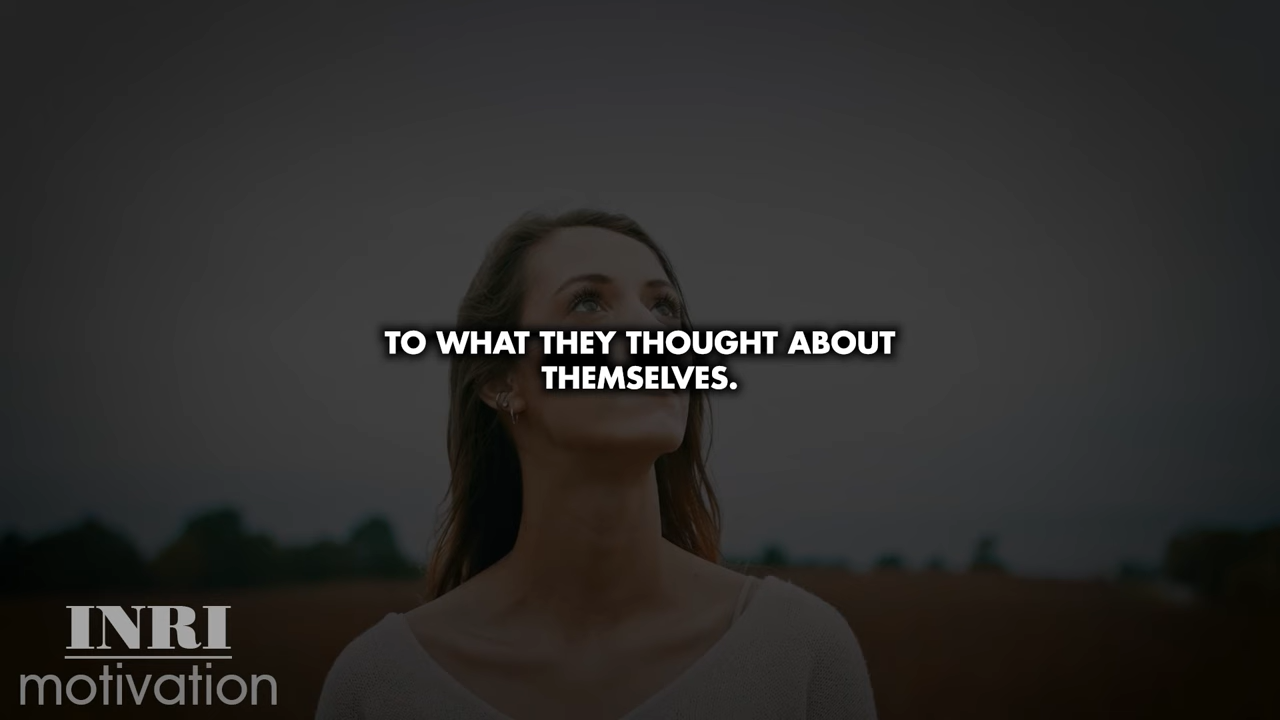 TO WHAT THEY THOUGHT ABOUT
THEMSELVES.
INRI
motivation